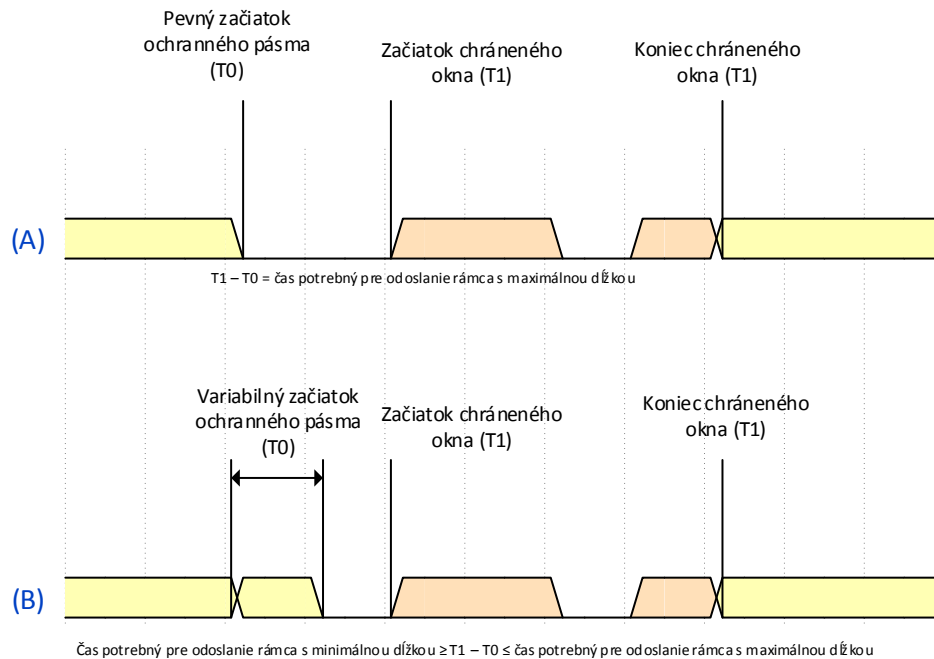 Pevný začiatok
ochranného pásma
(T0)
Začiatok chráneného
okna (T1)
Koniec chráneného
okna (T1)
(A)
T1 – T0 = čas potrebný pre odoslanie rámca s maximálnou dĺžkou
Variabilný začiatok
ochranného pásma
(T0)
Začiatok chráneného
okna (T1)
Koniec chráneného
okna (T1)
(B)
Čas potrebný pre odoslanie rámca s minimálnou dĺžkou ≥ T1 – T0 ≤ čas potrebný pre odoslanie rámca s maximálnou dĺžkou